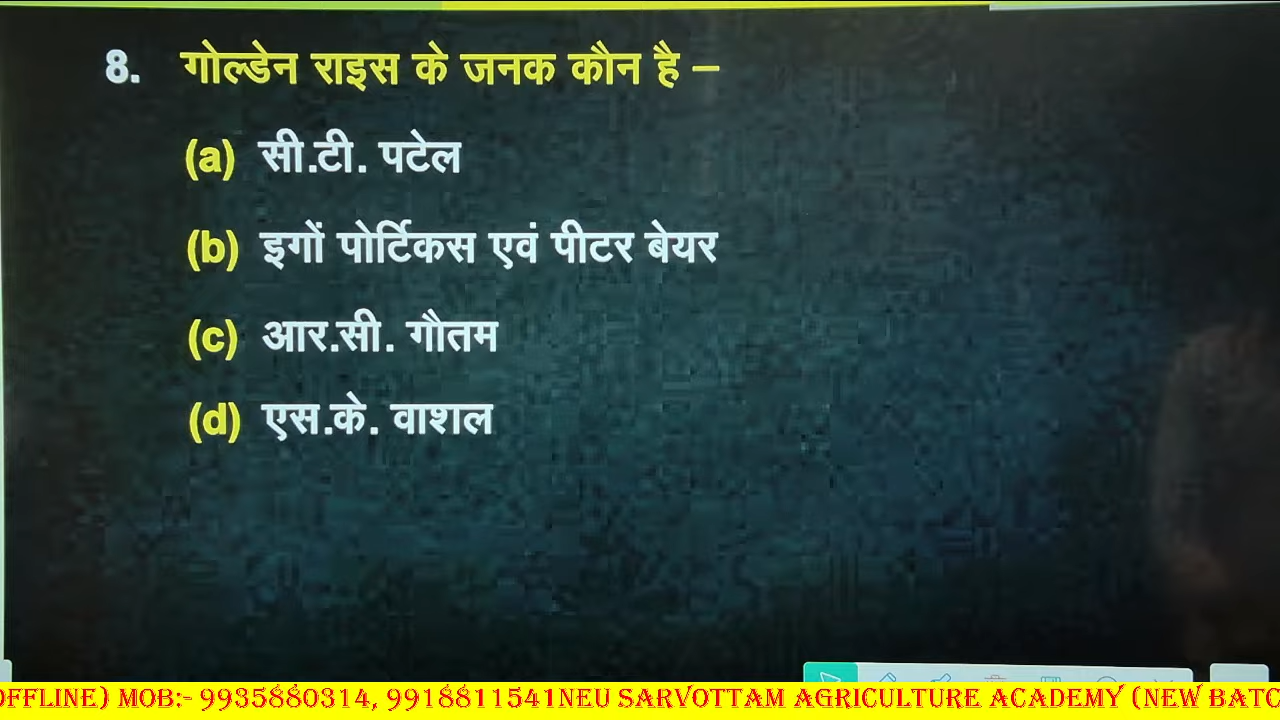 8. गोल्डेन राइस के जनक कौन है –
(a) सी.टी. पटेल
(b) इगों पोर्टिकस एवं पीटर बेयर
(c) आर.सी. गौतम
(d) एस.के. वाशल
OFFLINE) MOB:- 9935880314, 9918811541NEU SARVOTTAM AGRICULTURE ACADEMY (NEW BATC